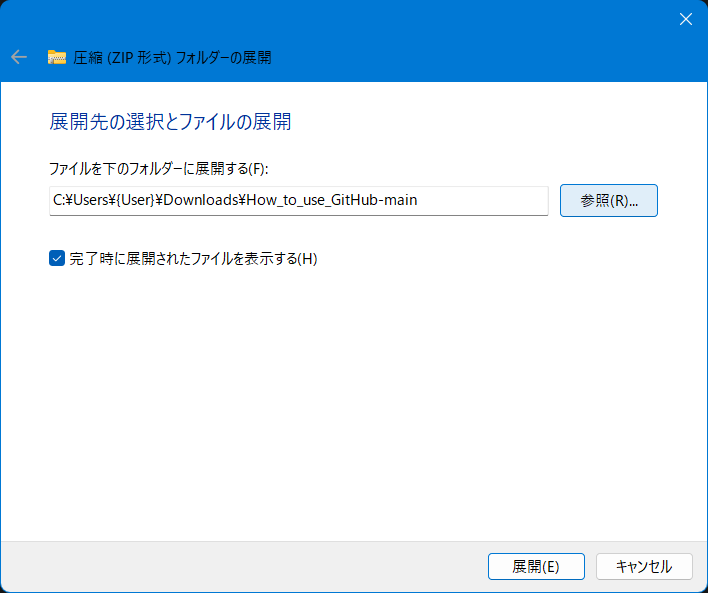 圧縮 (ZIP 形式) フォルダーの展開
展開先の選択とファイルの展開
ファイルを下のフォルダーに展開する(F):
C:¥Users¥{User}¥Downloads¥How_to_use_GitHub-main
参照(R)...
完了時に展開されたファイルを表示する(H)
展開(E)
キャンセル